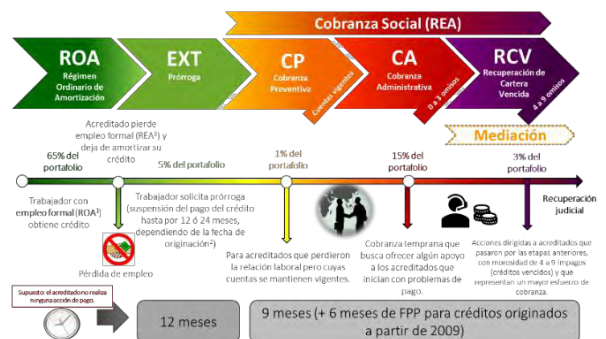 Cobranza Social (REA)
ROA
Régimen
Ordinario de
Amortización
EXT
Prórroga
CP
Cobranza
Preventiva
Cuentas vigentes
CA
Cobranza
Administrativa
0 a 3 omisos
RCV
Recuperación de
Cartera
Vencida
4 a 9 omisos
Acreditado pierde
empleo formal (REA³) y
deja de amortizar su
crédito
Mediación
65% del
portafolio
5% del portafolio
1% del
portafolio
15% del
portafolio
3% del
portafolio
Trabajador con
empleo formal (ROA¹)
obtiene crédito
Trabajador solicita prórroga
(suspensión del pago del crédito
hasta por 12 ó 24 meses,
dependiendo de la fecha de
originación²)
Recuperación
judicial
Pérdida de empleo
Para acreditados que perdieron
la relación laboral pero cuyas
cuentas se mantienen vigentes.
Cobranza temprana que
busca ofrecer algún apoyo
a los acreditados que
inician con problemas de
pago.
Acciones dirigidas a acreditados que
pasaron por las etapas anteriores,
con morosidad de 4 a 9 impagos
(créditos vencidos) y que
representan un mayor esfuerzo de
cobranza.
Supuesto: el acreditado no realiza
ninguna acción de pago.
12 meses
9 meses (+ 6 meses de FPP para créditos originados
a partir de 2009)